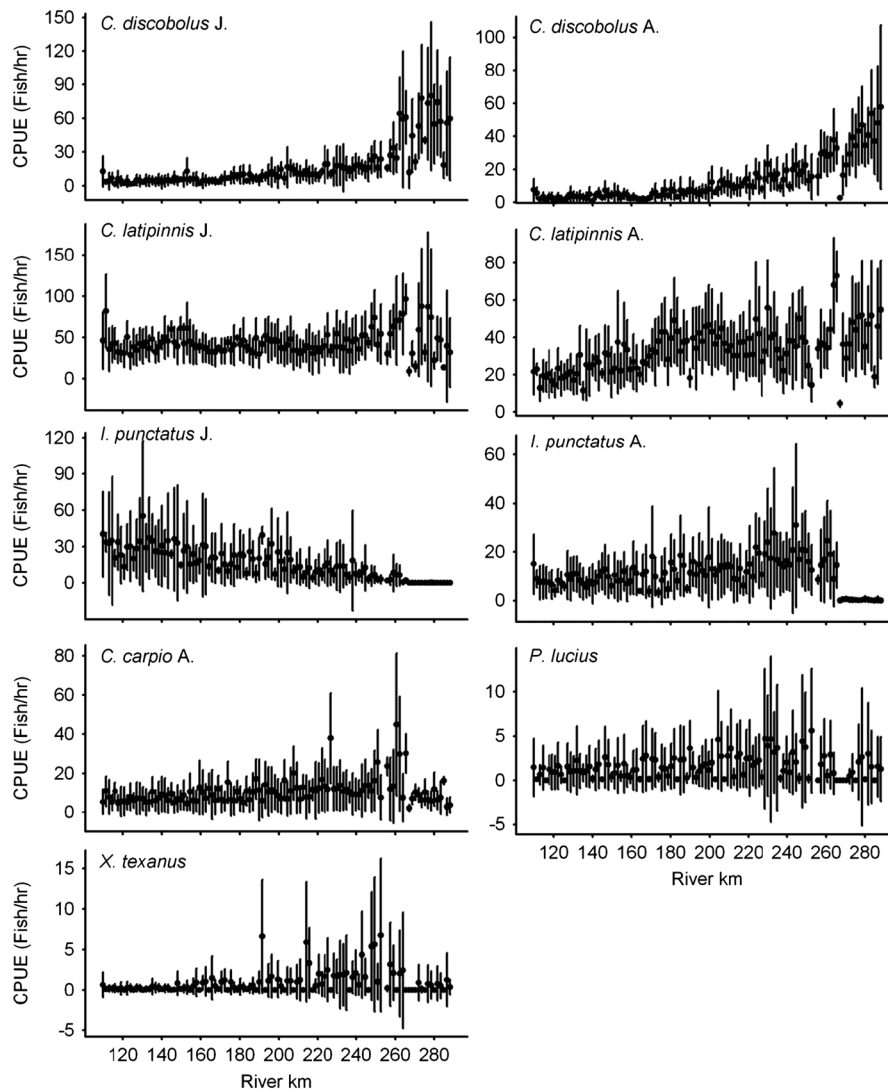 C. discobolus J.
CPUE (Fish/hr)
150
120
90
60
30
0
C. discobolus A.
100
80
60
40
20
0
C. latipinnis J.
CPUE (Fish/hr)
150
100
50
0
C. latipinnis A.
80
60
40
20
0
I. punctatus J.
CPUE (Fish/hr)
120
90
60
30
0
I. punctatus A.
60
40
20
0
C. carpio A.
CPUE (Fish/hr)
80
60
40
20
0
P. lucius
10
5
0
-5
120 140 160 180 200 220 240 260 280
River km
X. texanus
CPUE (Fish/hr)
15
10
5
0
-5
120 140 160 180 200 220 240 260 280
River km